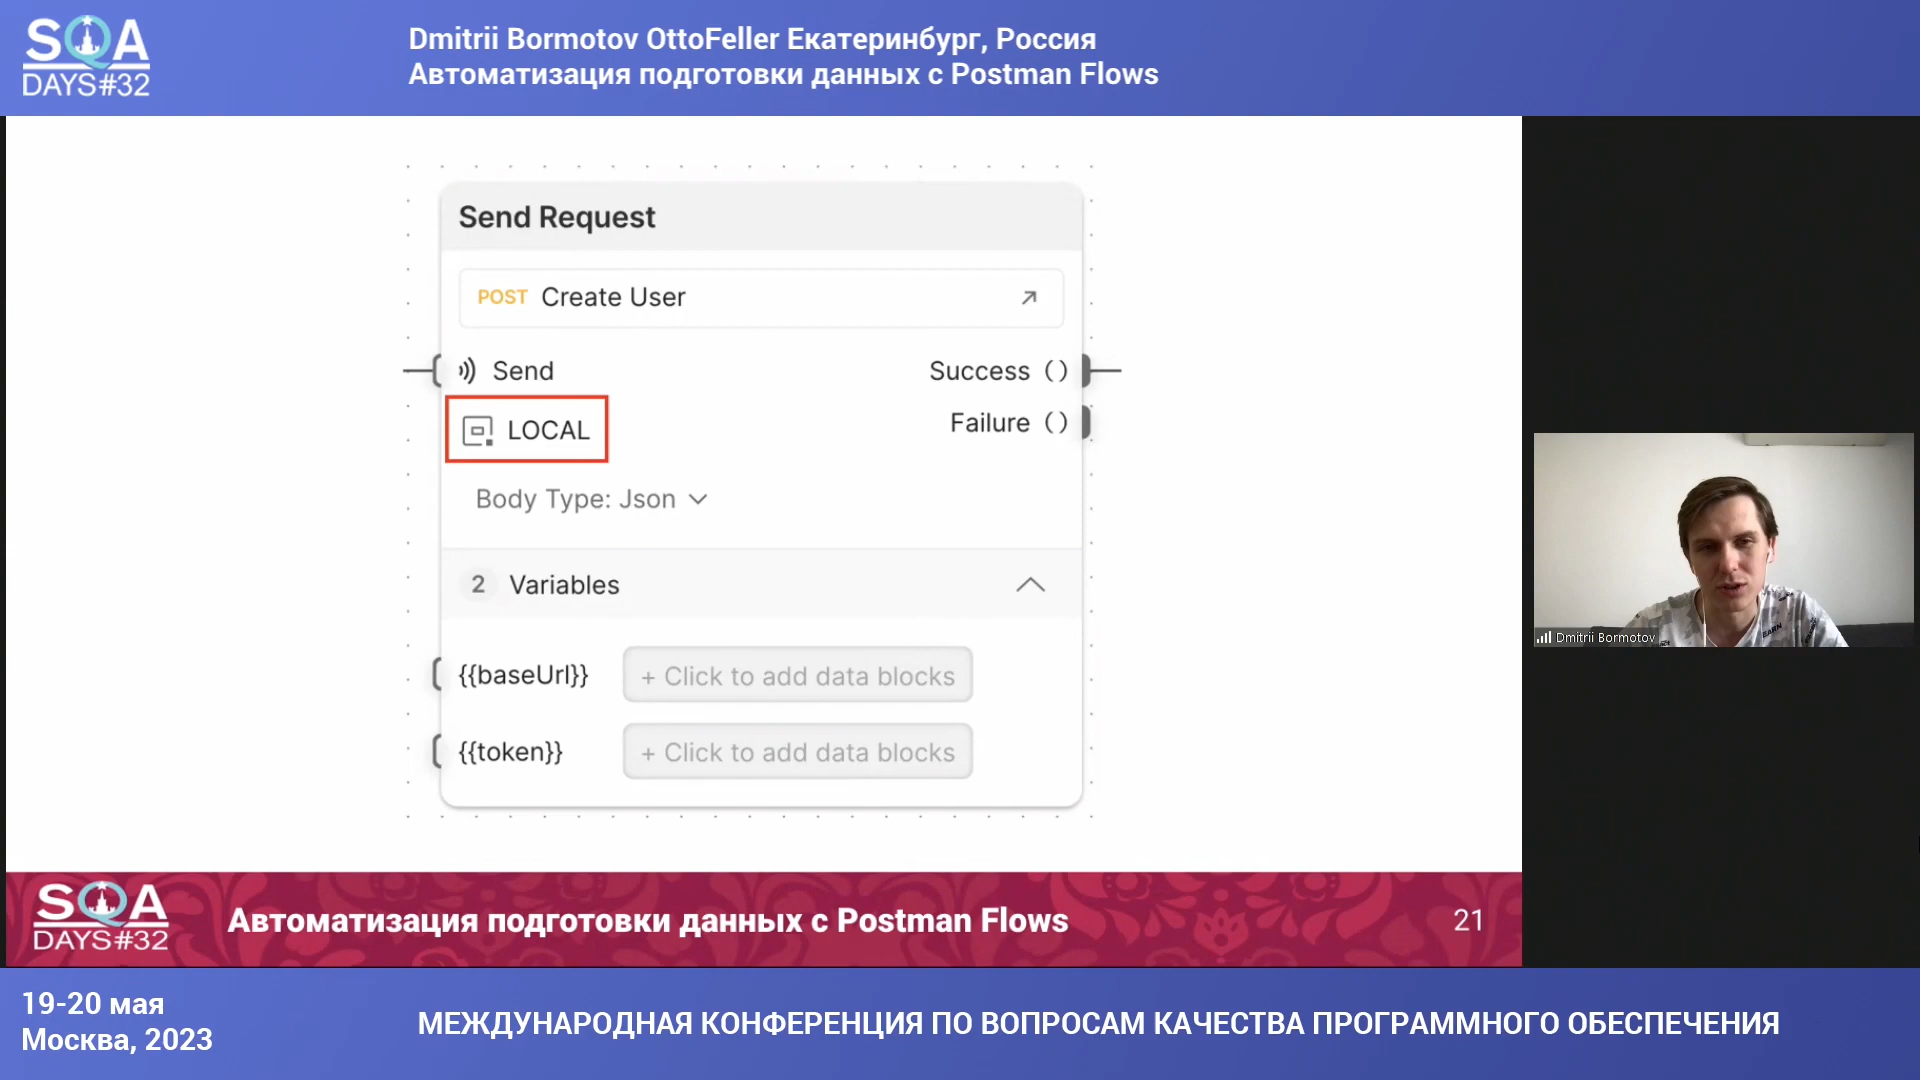 SQA
DAYS#32
Dmitrii Bormotov OttoFeller Екатеринбург, Россия
Автоматизация подготовки данных с Postman Flows
Send Request
POST Create User
Send
Success ()
LOCAL
Failure ()
Body Type: Json
2 Variables
{{baseUrl}} + Click to add data blocks
{{token}} + Click to add data blocks
Dmitrii Bormotov
SQA
DAYS#32
Автоматизация подготовки данных с Postman Flows
21
19-20 мая
Москва, 2023
МЕЖДУНАРОДНАЯ КОНФЕРЕНЦИЯ ПО ВОПРОСАМ КАЧЕСТВА ПРОГРАММНОГО ОБЕСПЕЧЕНИЯ